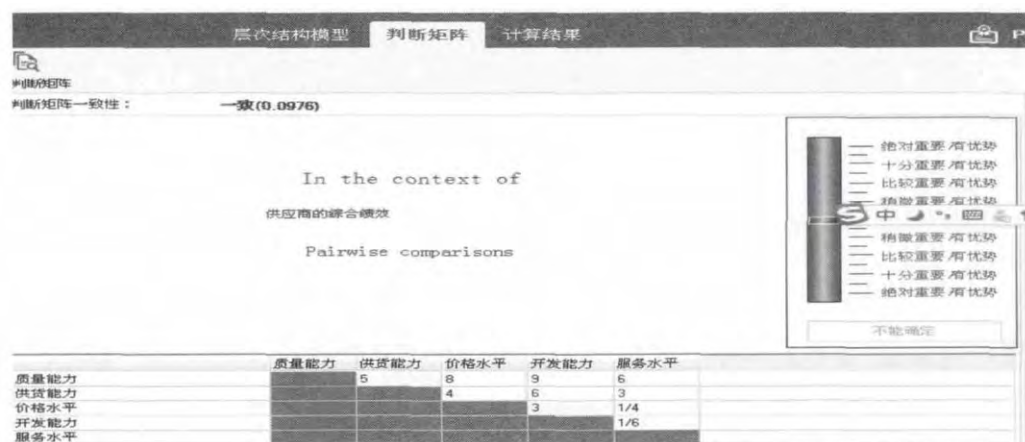 层次结构模型 判断矩阵 计算结果 P
判断矩阵
判断矩阵一致性： 一致(0.0976)
In the context of
供应商的綜合績效
Pairwise comparisons
绝对重要/有优势
十分重要/有优势
比较重要/有优势
稍微重要/有优势
中
稍微重要/有优势
比较重要/有优势
十分重要/有优势
绝对重要/有优势
不能确定
质量能力 供货能力 价格水平 开发能力 服务水平
质量能力 5 8 9 6
供货能力 4 6 3
价格水平 3 1/4
开发能力 1/6
服务水平